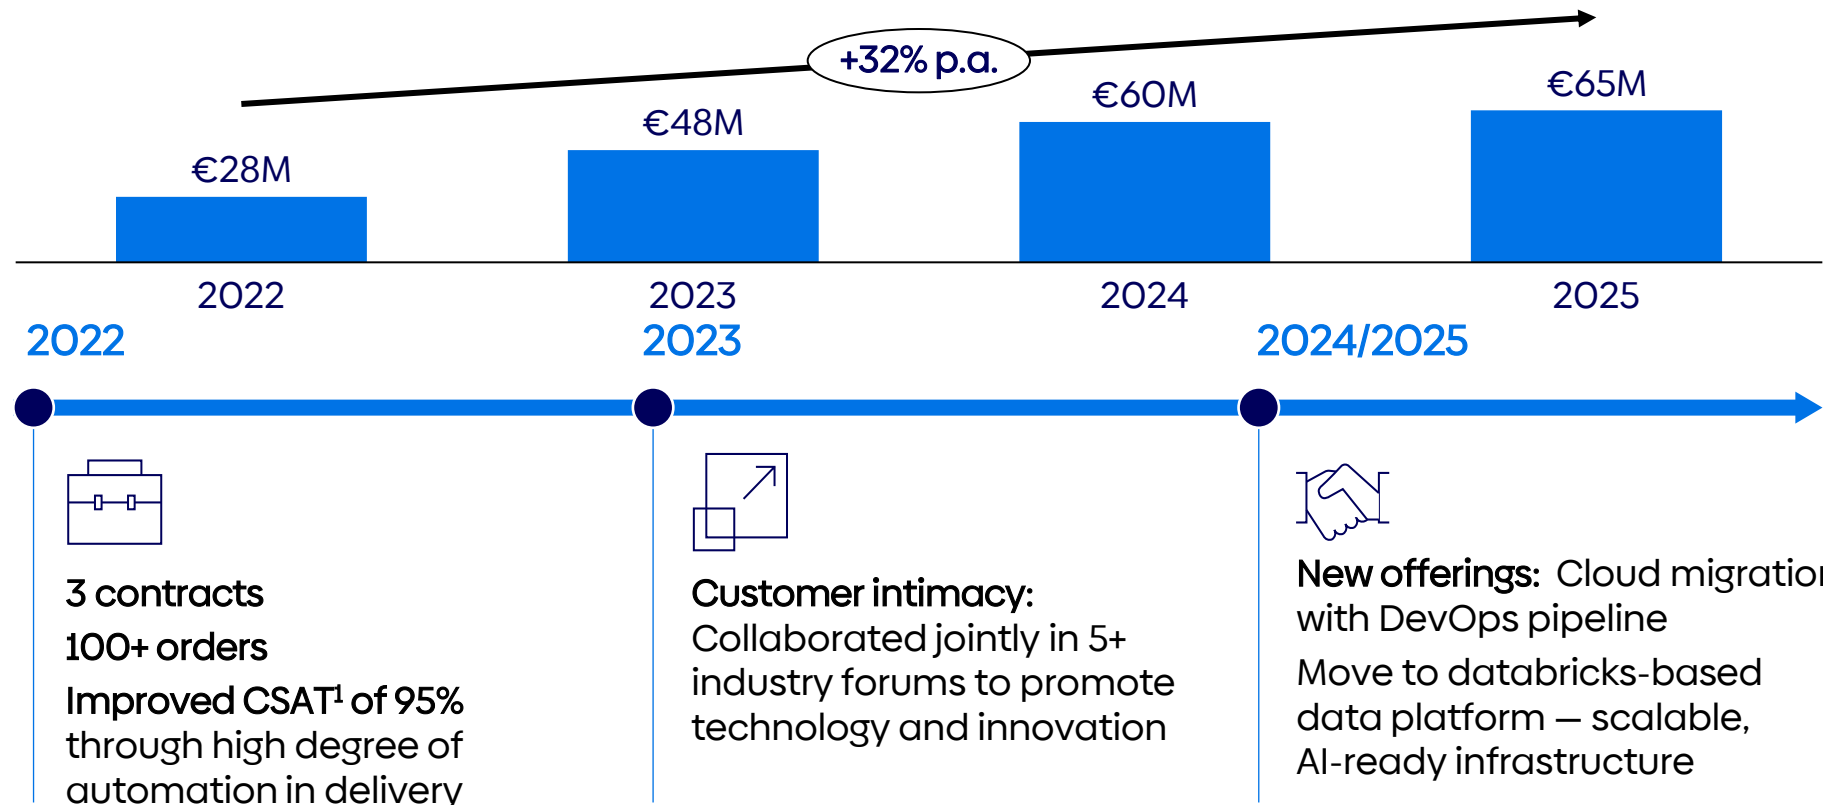 +32% p.a.
€28M
€48M
€60M
€65M
2022
2023
2024
2025
2022
2023
2024/2025
3 contracts
100+ orders
Improved CSAT¹ of 95%
through high degree of
automation in delivery
Customer intimacy:
Collaborated jointly in 5+
industry forums to promote
technology and innovation
New offerings: Cloud migration
with DevOps pipeline
Move to databricks-based
data platform – scalable,
AI-ready infrastructure